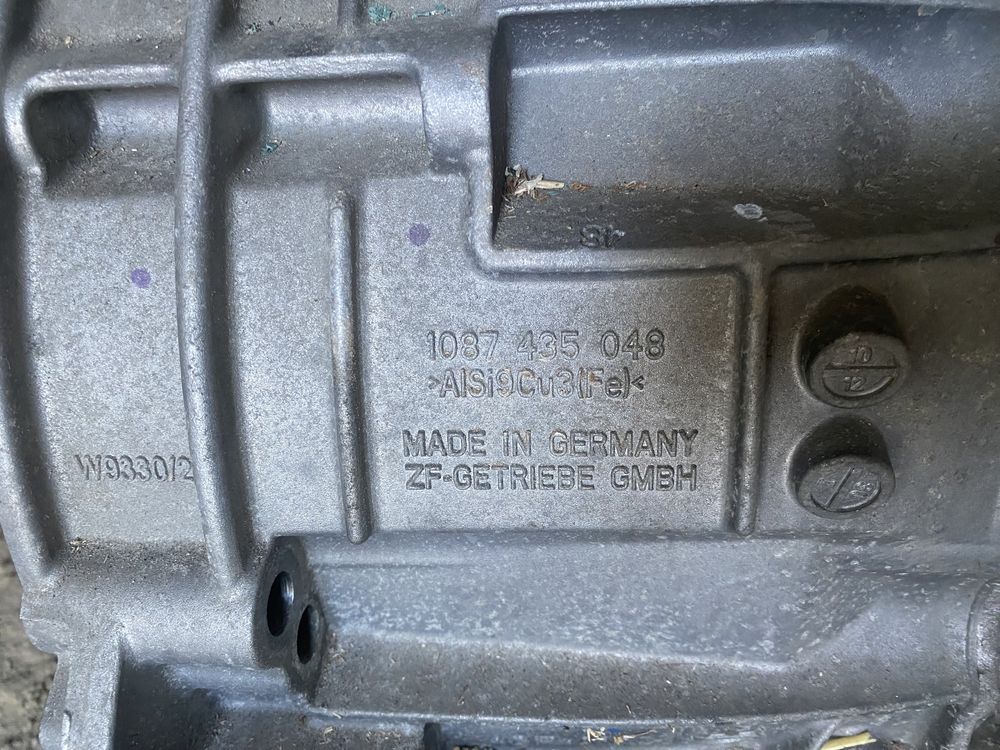 1087 435 048
>AlSi9Cu3(Fe)<
MADE IN GERMANY
ZF-GETRIEBE GMBH
W9330/2
10
12